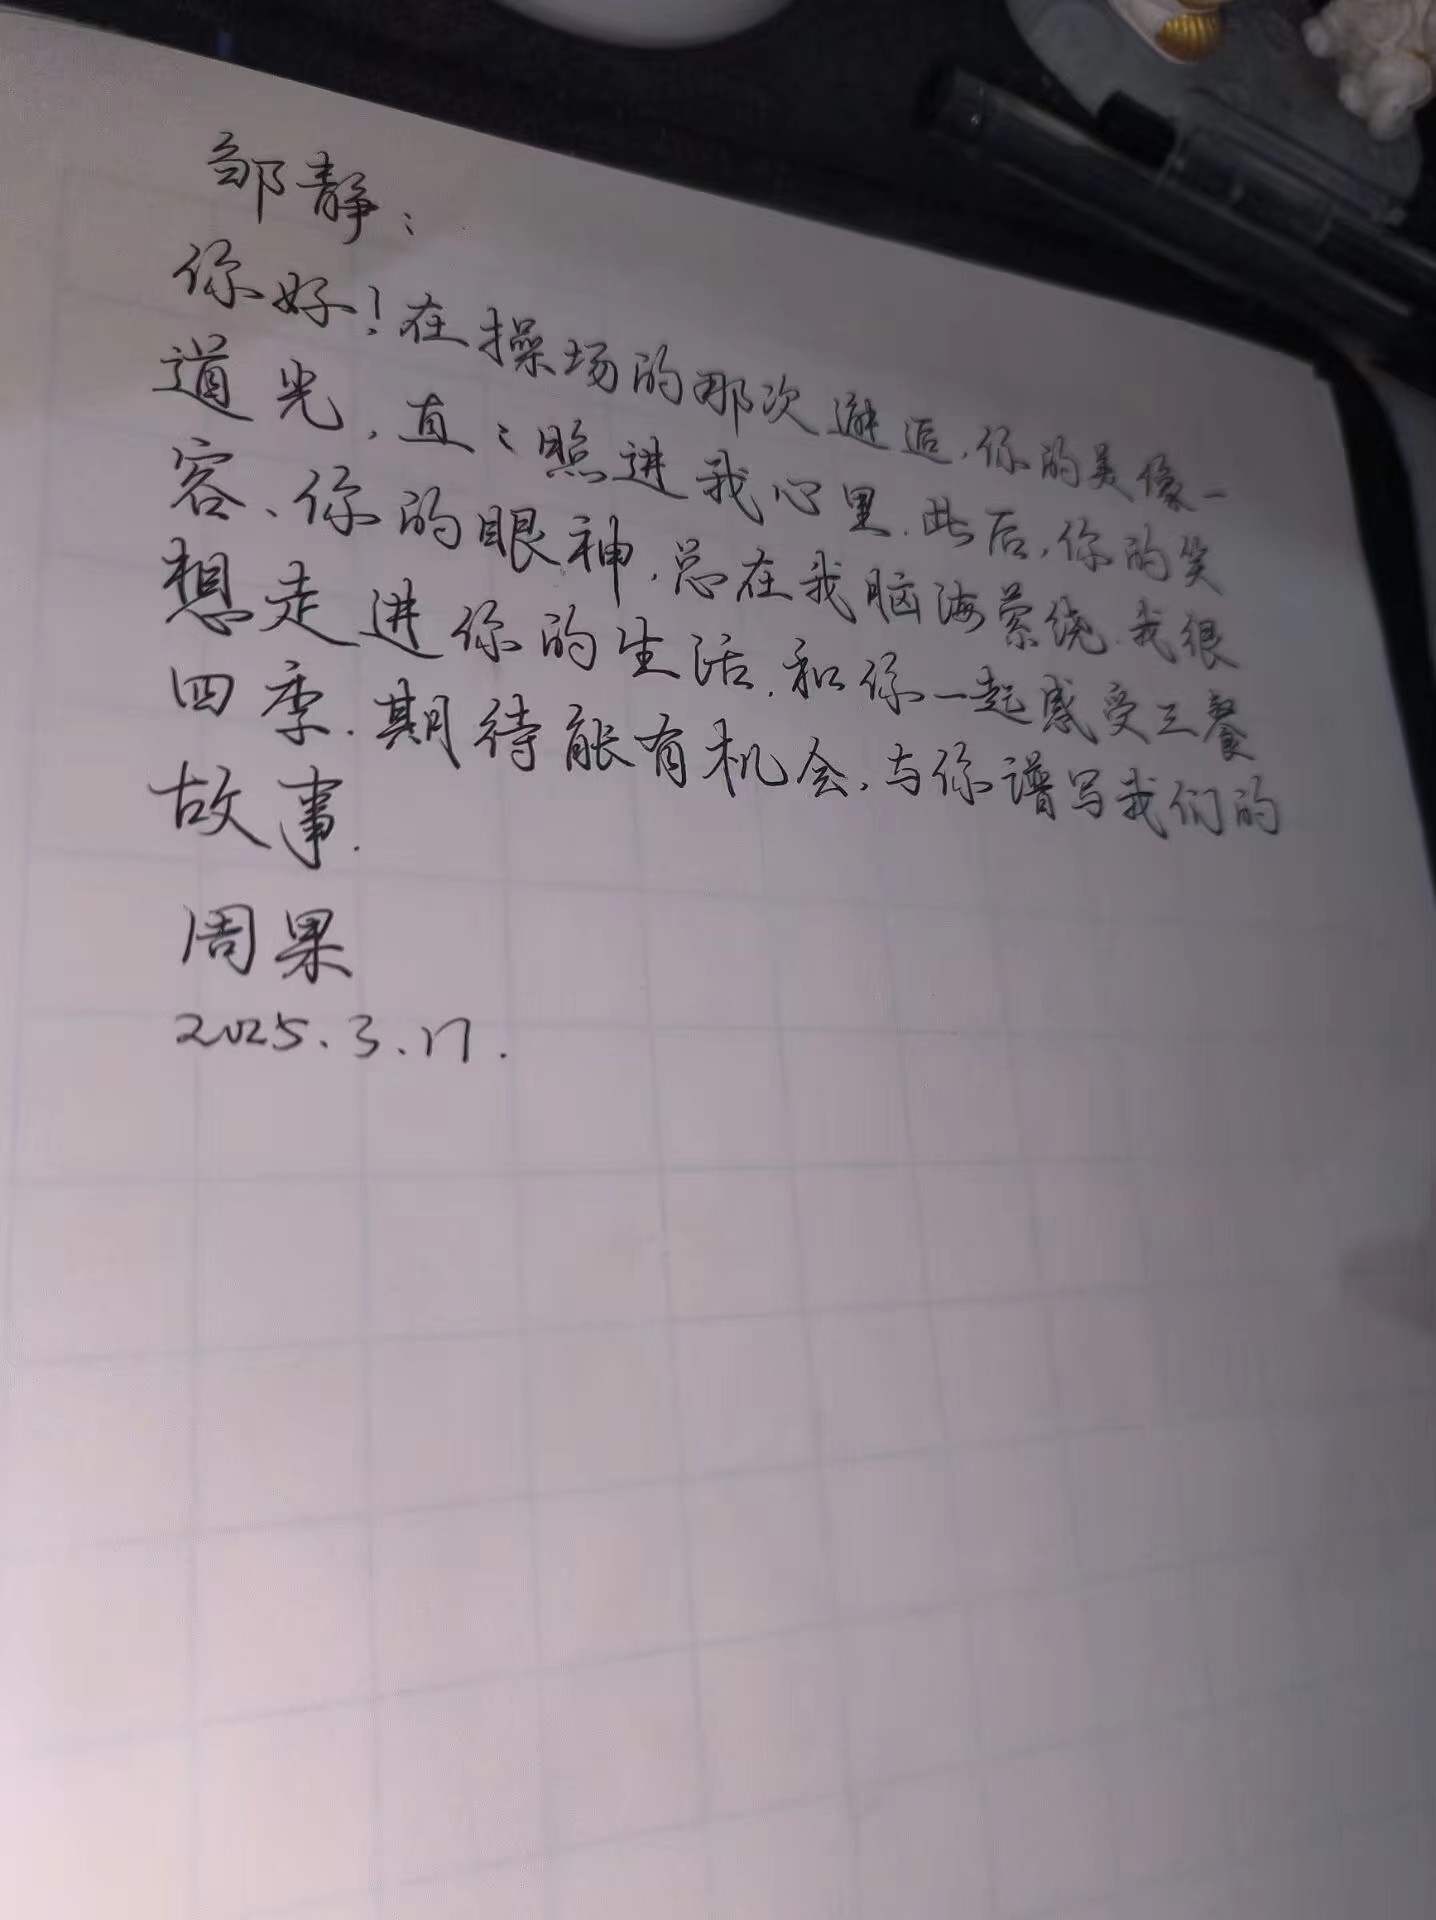 邹静：
你好！在操场的那次邂逅，你的美像一
道光，直直照进我心里．此后，你的笑
容、你的眼神，总在我脑海萦绕．我很
想走进你的生活，和你一起感受三餐
四季．期待能有机会，与你谱写我们的
故事．
周果
2025.3.17.